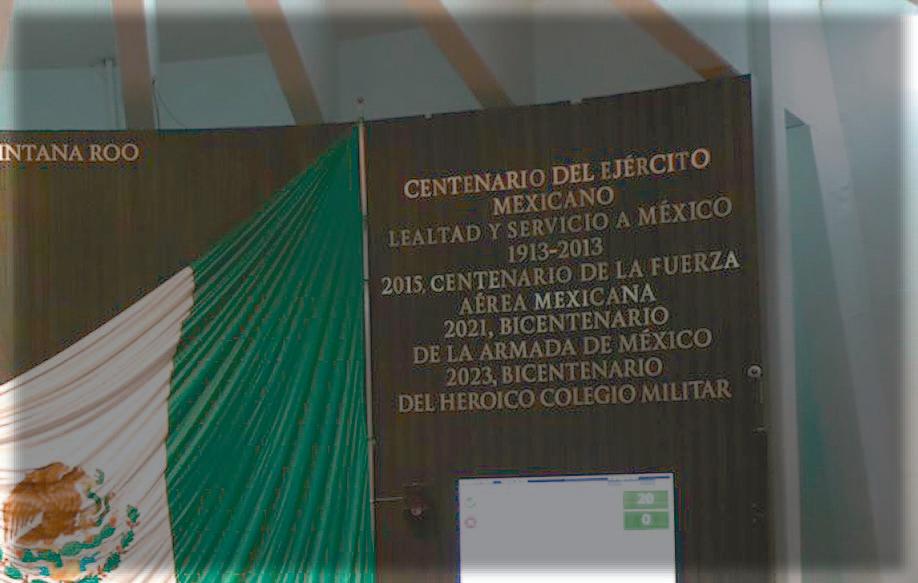 INTANA ROO
CENTENARIO DEL EJÉRCITO
MEXICANO
LEALTAD Y SERVICIO A MÉXICO
1913-2013
2015, CENTENARIO DE LA FUERZA
AÉREA MEXICANA
2021, BICENTENARIO
DE LA ARMADA DE MÉXICO
2023, BICENTENARIO
DEL HEROICO COLEGIO MILITAR
20
0